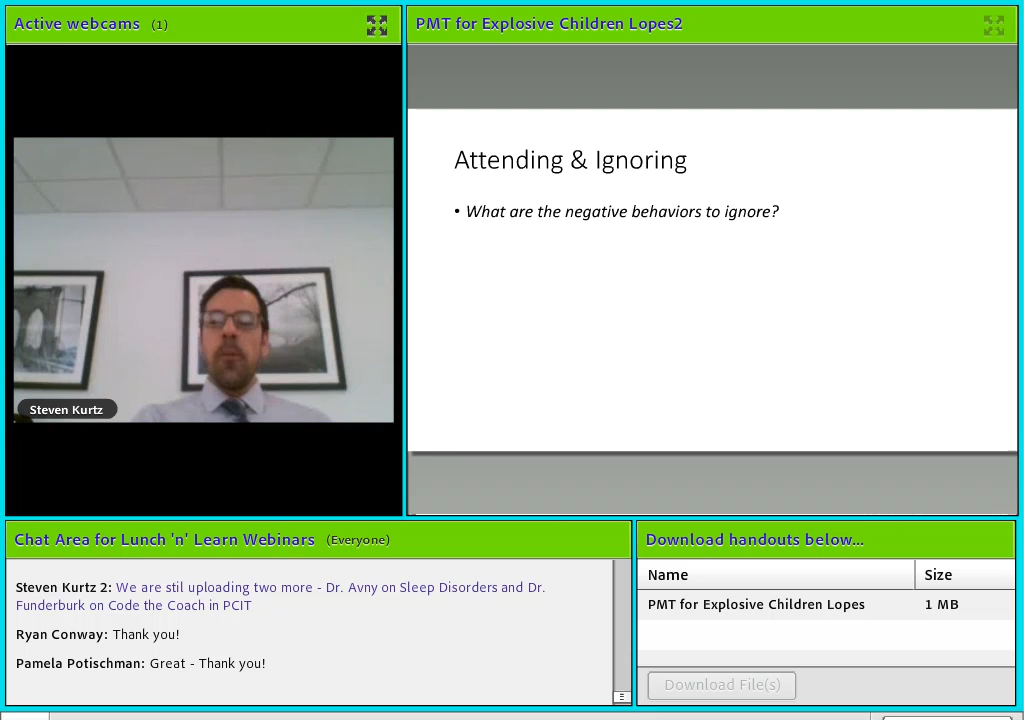 Active webcams (1)
PMT for Explosive Children Lopes2
Attending & Ignoring
• What are the negative behaviors to ignore?
Steven Kurtz
Chat Area for Lunch 'n' Learn Webinars (Everyone)
Steven Kurtz 2: We are stil uploading two more - Dr. Avny on Sleep Disorders and Dr.
Funderburk on Code the Coach in PCIT
Ryan Conway: Thank you!
Pamela Potischman: Great - Thank you!
Download handouts below...
Name Size
PMT for Explosive Children Lopes 1 MB
Download File(s)